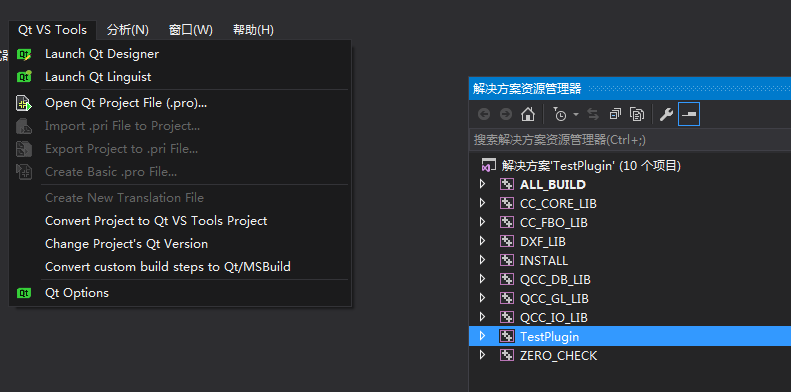 Qt VS Tools 分析(N) 窗口(W) 帮助(H)
Launch Qt Designer
Launch Qt Linguist
Open Qt Project File (.pro)...
Import .pri File to Project...
Export Project to .pri File...
Create Basic .pro File...
Create New Translation File
Convert Project to Qt VS Tools Project
Change Project's Qt Version
Convert custom build steps to Qt/MSBuild
Qt Options
解决方案资源管理器
搜索解决方案资源管理器(Ctrl+;)
解决方案'TestPlugin' (10 个项目)
ALL_BUILD
CC_CORE_LIB
CC_FBO_LIB
DXF_LIB
INSTALL
QCC_DB_LIB
QCC_GL_LIB
QCC_IO_LIB
TestPlugin
ZERO_CHECK